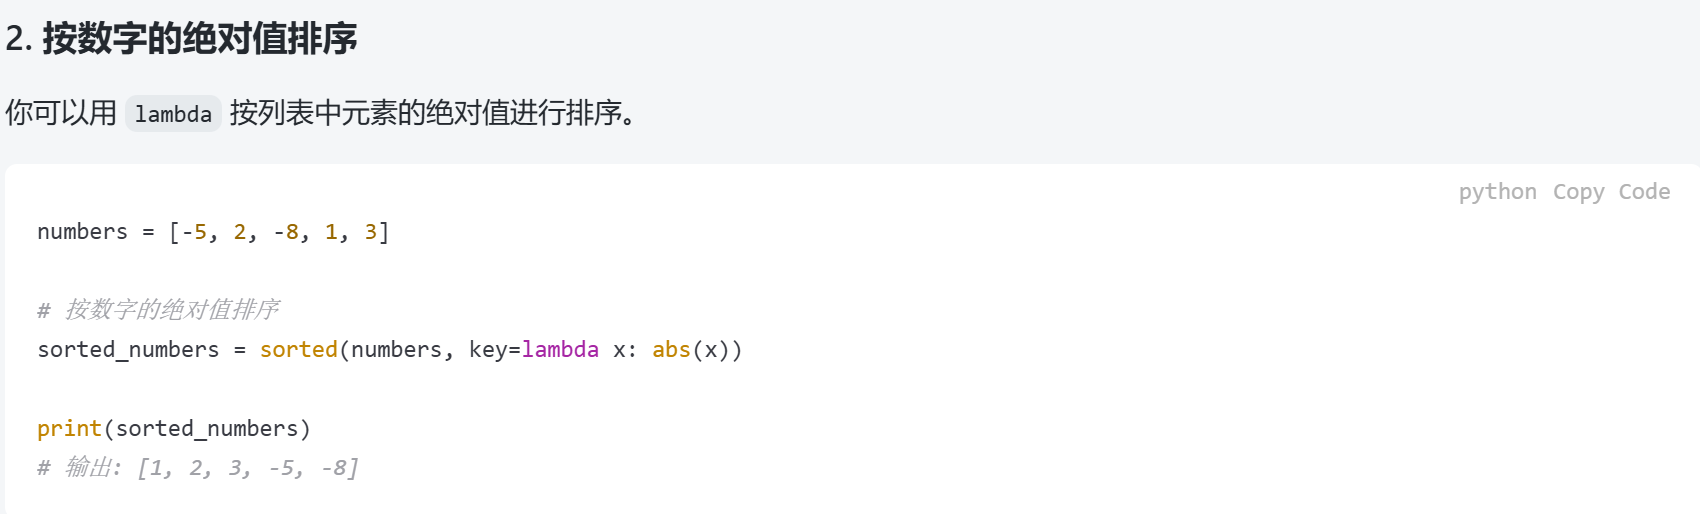 2. 按数字的绝对值排序
你可以用 lambda 按列表中元素的绝对值进行排序。
python Copy Code
numbers = [-5, 2, -8, 1, 3]
# 按数字的绝对值排序
sorted_numbers = sorted(numbers, key=lambda x: abs(x))
print(sorted_numbers)
# 输出: [1, 2, 3, -5, -8]